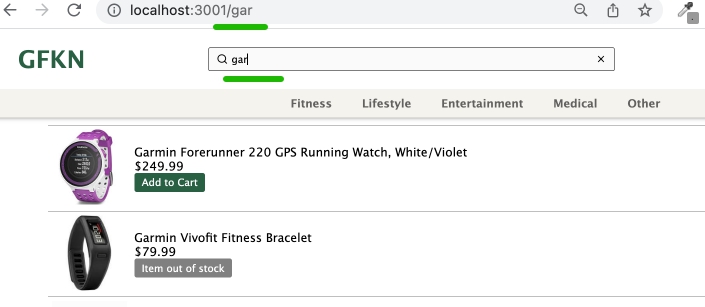 localhost:3001/gar
GFKN
gar
Fitness Lifestyle Entertainment Medical Other
Garmin Forerunner 220 GPS Running Watch, White/Violet
$249.99
Add to Cart
Garmin Vivofit Fitness Bracelet
$79.99
Item out of stock